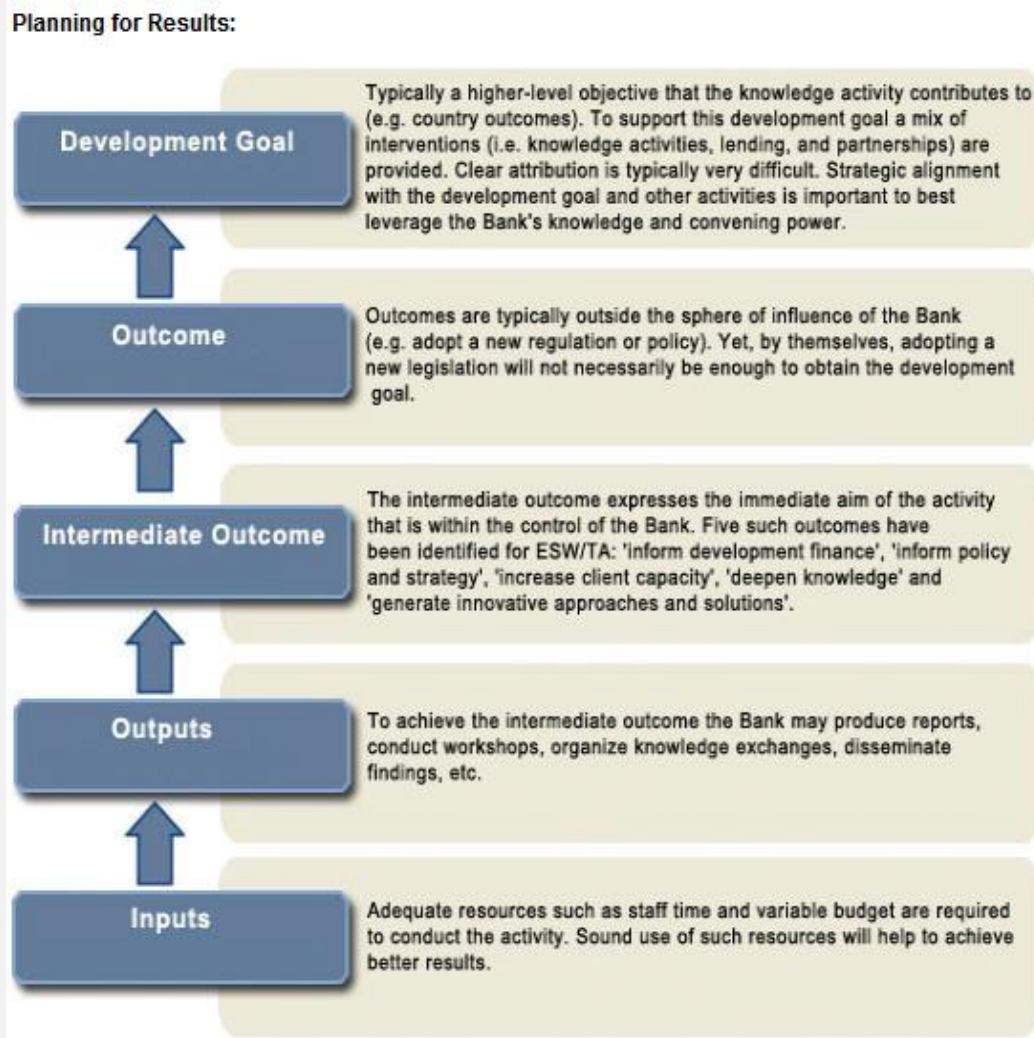 Planning for Results:
Development Goal
Typically a higher-level objective that the knowledge activity contributes to
(e.g. country outcomes). To support this development goal a mix of
interventions (i.e. knowledge activities, lending, and partnerships) are
provided. Clear attribution is typically very difficult. Strategic alignment
with the development goal and other activities is important to best
leverage the Bank's knowledge and convening power.
Outcome
Outcomes are typically outside the sphere of influence of the Bank
(e.g. adopt a new regulation or policy). Yet, by themselves, adopting a
new legislation will not necessarily be enough to obtain the development
goal.
Intermediate Outcome
The intermediate outcome expresses the immediate aim of the activity
that is within the control of the Bank. Five such outcomes have
been identified for ESW/TA: 'inform development finance', 'inform policy
and strategy', 'increase client capacity', 'deepen knowledge' and
'generate innovative approaches and solutions'.
Outputs
To achieve the intermediate outcome the Bank may produce reports,
conduct workshops, organize knowledge exchanges, disseminate
findings, etc.
Inputs
Adequate resources such as staff time and variable budget are required
to conduct the activity. Sound use of such resources will help to achieve
better results.